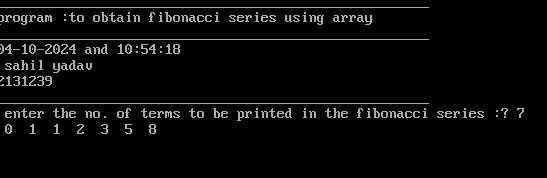 program :to obtain fibonacci series using array
04-10-2024 and 10:54:18
sahil yadav
2131239
enter the no. of terms to be printed in the fibonacci series :? 7
0 1 1 2 3 5 8